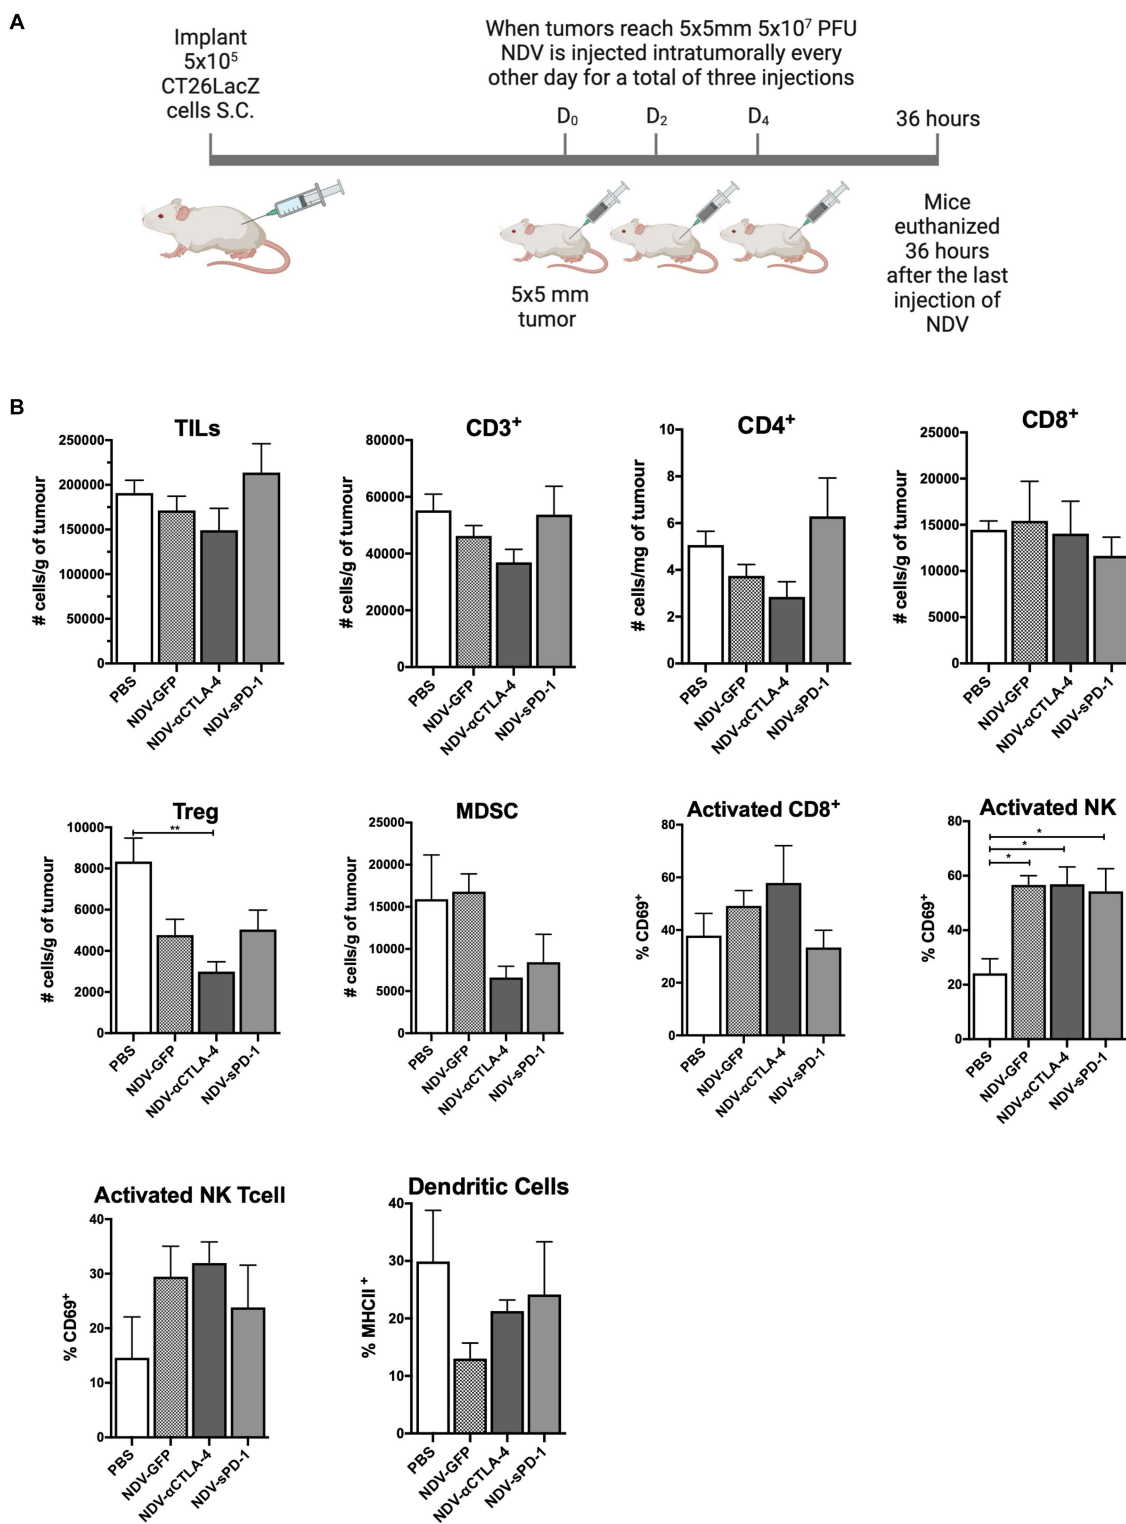 A
Implant
5x10⁵
CT26LacZ
cells S.C.
When tumors reach 5x5mm 5x10⁷ PFU
NDV is injected intratumorally every
other day for a total of three injections
D₀
D₂
D₄
36 hours
5x5 mm
tumor
Mice
euthanized
36 hours
after the last
injection of
NDV
B
TILs
# cells/g of tumour
250000
200000
150000
100000
50000
0
PBS
NDV-GFP
NDV-αCTLA-4
NDV-sPD-1
CD3⁺
# cells/g of tumour
80000
60000
40000
20000
0
PBS
NDV-GFP
NDV-αCTLA-4
NDV-sPD-1
CD4⁺
# cells/mg of tumour
10
8
6
4
2
0
PBS
NDV-GFP
NDV-αCTLA-4
NDV-sPD-1
CD8⁺
# cells/g of tumour
25000
20000
15000
10000
5000
0
PBS
NDV-GFP
NDV-αCTLA-4
NDV-sPD-1
Treg
# cells/g of tumour
10000
8000
6000
4000
2000
0
**
PBS
NDV-GFP
NDV-αCTLA-4
NDV-sPD-1
MDSC
# cells/g of tumour
25000
20000
15000
10000
5000
0
PBS
NDV-GFP
NDV-αCTLA-4
NDV-sPD-1
Activated CD8⁺
% CD69⁺
80
60
40
20
0
PBS
NDV-GFP
NDV-αCTLA-4
NDV-sPD-1
Activated NK
% CD69⁺
80
60
40
20
0
*
*
*
PBS
NDV-GFP
NDV-αCTLA-4
NDV-sPD-1
Activated NK Tcell
% CD69⁺
40
30
20
10
0
PBS
NDV-GFP
NDV-αCTLA-4
NDV-sPD-1
Dendritic Cells
% MHCII ⁺
40
30
20
10
0
PBS
NDV-GFP
NDV-αCTLA-4
NDV-sPD-1